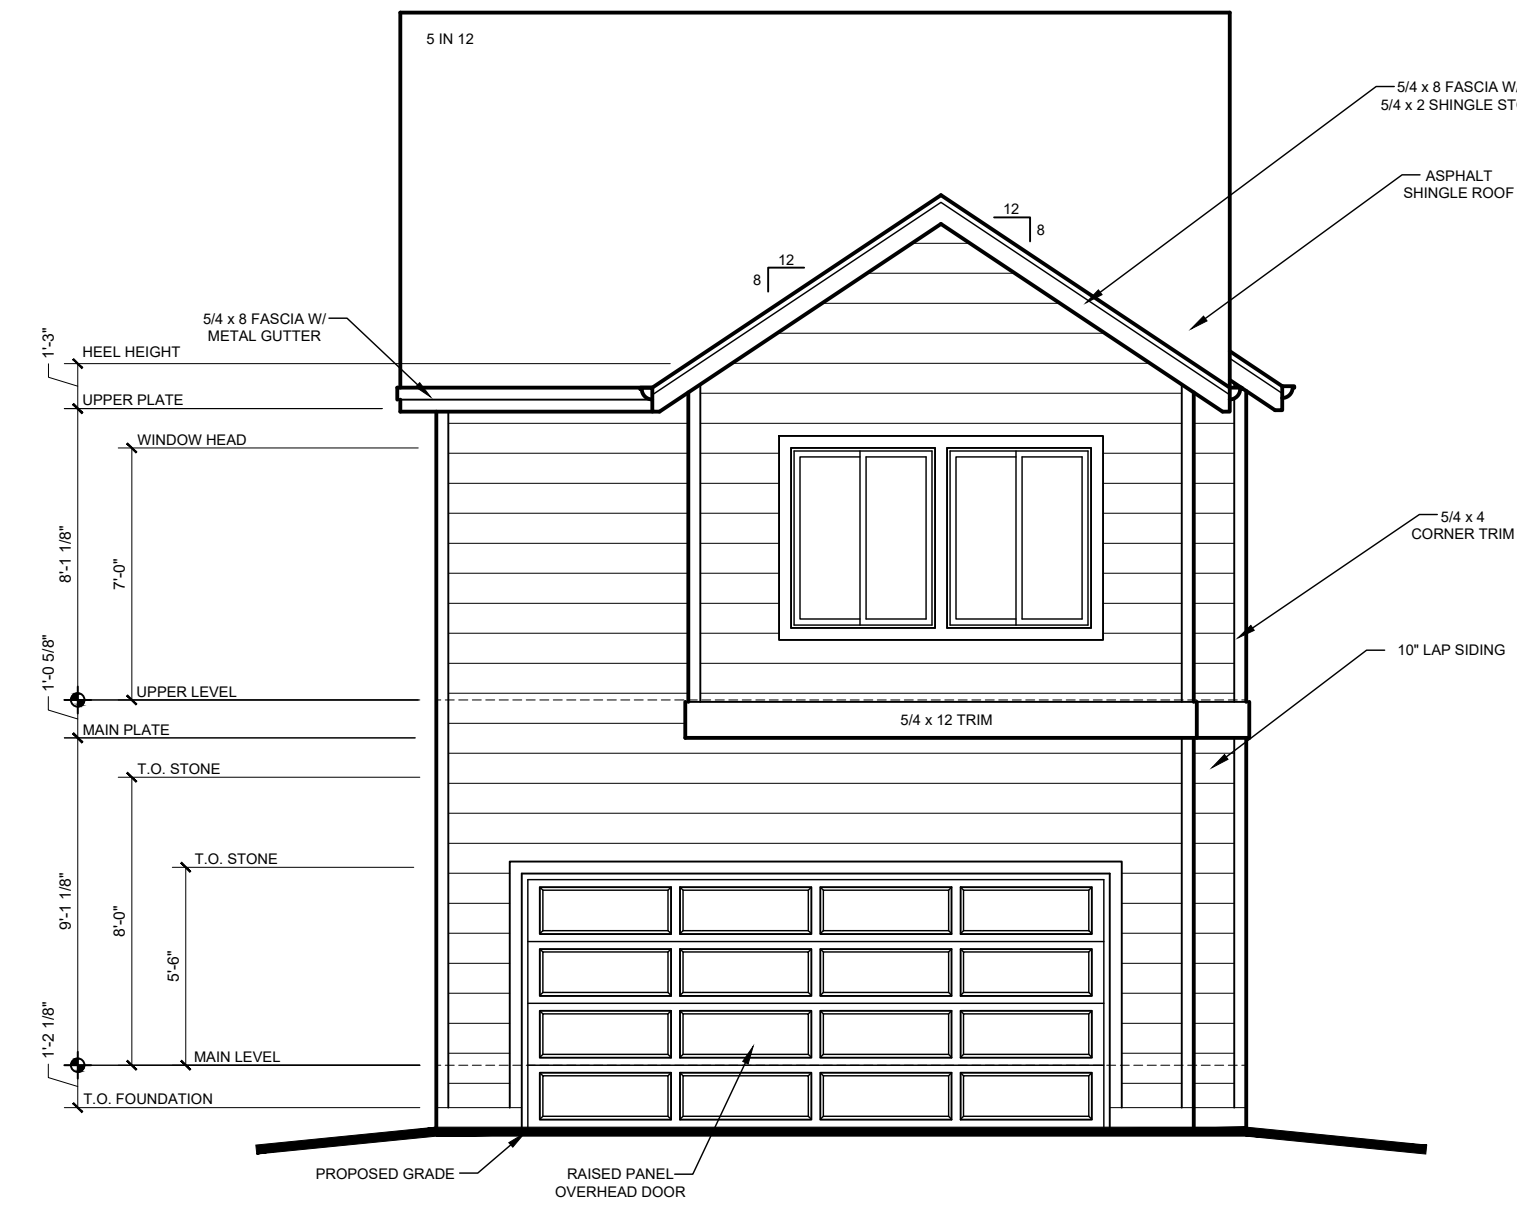 5 IN 12
5/4 x 8 FASCIA W/
5/4 x 2 SHINGLE
ASPHALT
SHINGLE ROOF
12
8
12
8
5/4 x 8 FASCIA W/
METAL GUTTER
1'-3"
HEEL HEIGHT
UPPER PLATE
WINDOW HEAD
8'-1 1/8"
7'-0"
5/4 x 4
CORNER TRIM
1'-0 5/8"
10" LAP SIDING
UPPER LEVEL
MAIN PLATE
5/4 x 12 TRIM
T.O. STONE
T.O. STONE
9'-1 1/8"
8'-0"
5'-6"
1'-2 1/8"
MAIN LEVEL
T.O. FOUNDATION
PROPOSED GRADE
RAISED PANEL
OVERHEAD DOOR